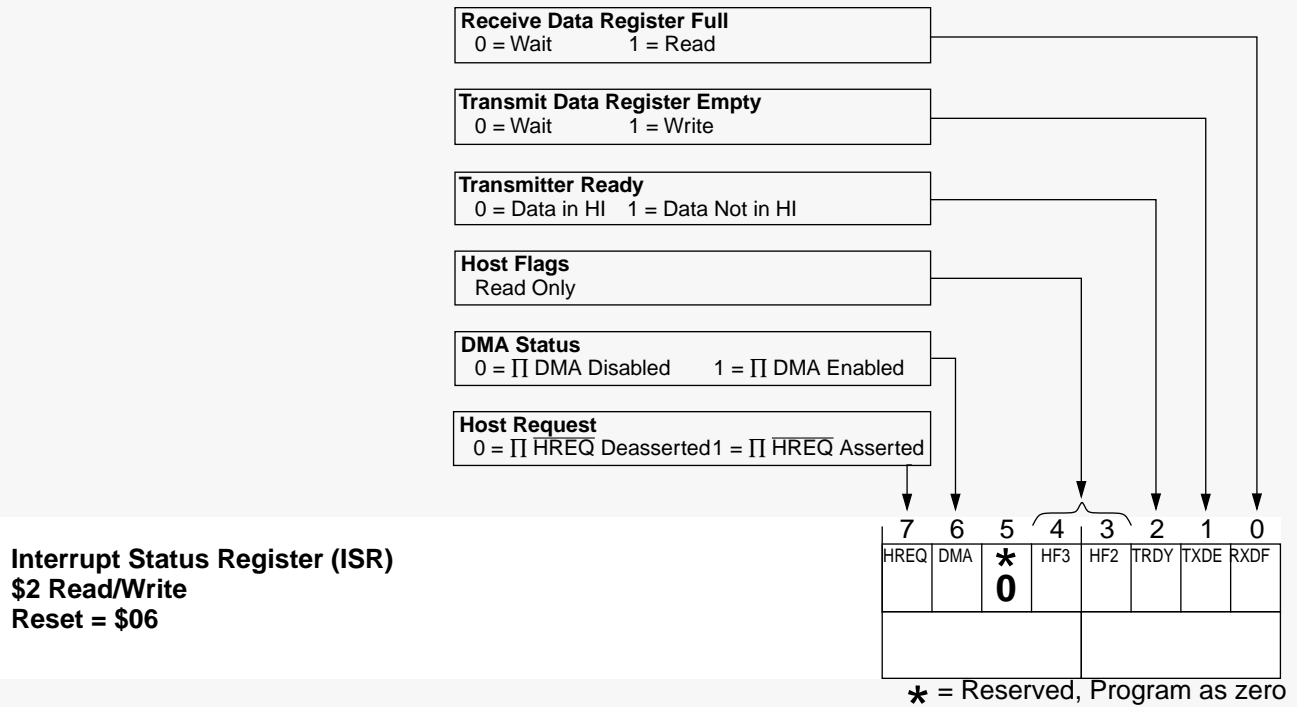 Receive Data Register Full
0 = Wait 1 = Read
Transmit Data Register Empty
0 = Wait 1 = Write
Transmitter Ready
0 = Data in HI 1 = Data Not in HI
Host Flags
Read Only
DMA Status
0 = ∏ DMA Disabled 1 = ∏ DMA Enabled
Host Request
0 = ∏ HREQ Deasserted1 = ∏ HREQ Asserted
7 6 5 4 3 2 1 0
HREQ DMA * HF3 HF2 TRDY TXDE RXDF
0
Interrupt Status Register (ISR)
$2 Read/Write
Reset = $06
* = Reserved, Program as zero